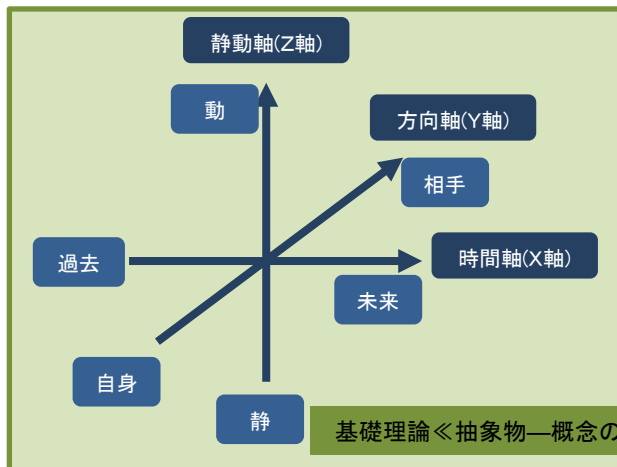 静動軸(Z軸)
動
方向軸(Y軸)
相手
過去
時間軸(X軸)
未来
自身
静
基礎理論≪抽象物―概念の